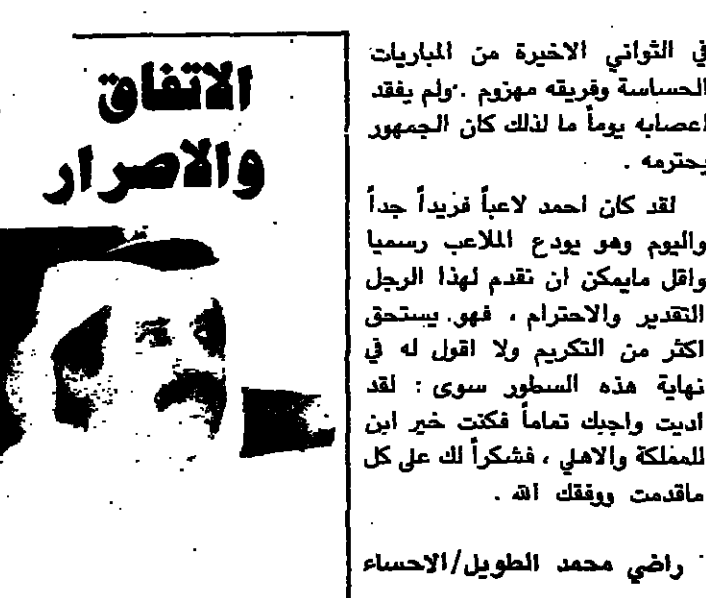 في الثواني الاخيرة من المباريات
الحساسة وفريقه مهزوم . ولم يفقد
اعصابه يوماً ما لذلك كان الجمهور
يحترمه .
لقد كان احمد لاعباً فريداً جداً
واليوم وهو يودع الملاعب رسميا
واقل مايمكن ان نقدم لهذا الرجل
التقدير والاحترام ، فهو يستحق
اكثر من التكريم ولا اقول له في
نهاية هذه السطور سوى : لقد
اديت واجبك تماماً فكنت خير ابن
للمملكة والاهلي ، فشكراً لك على كل
ماقدمت ووفقك الله .
راضي محمد الطويل/الاحساء
الاتفاق
والاصرار